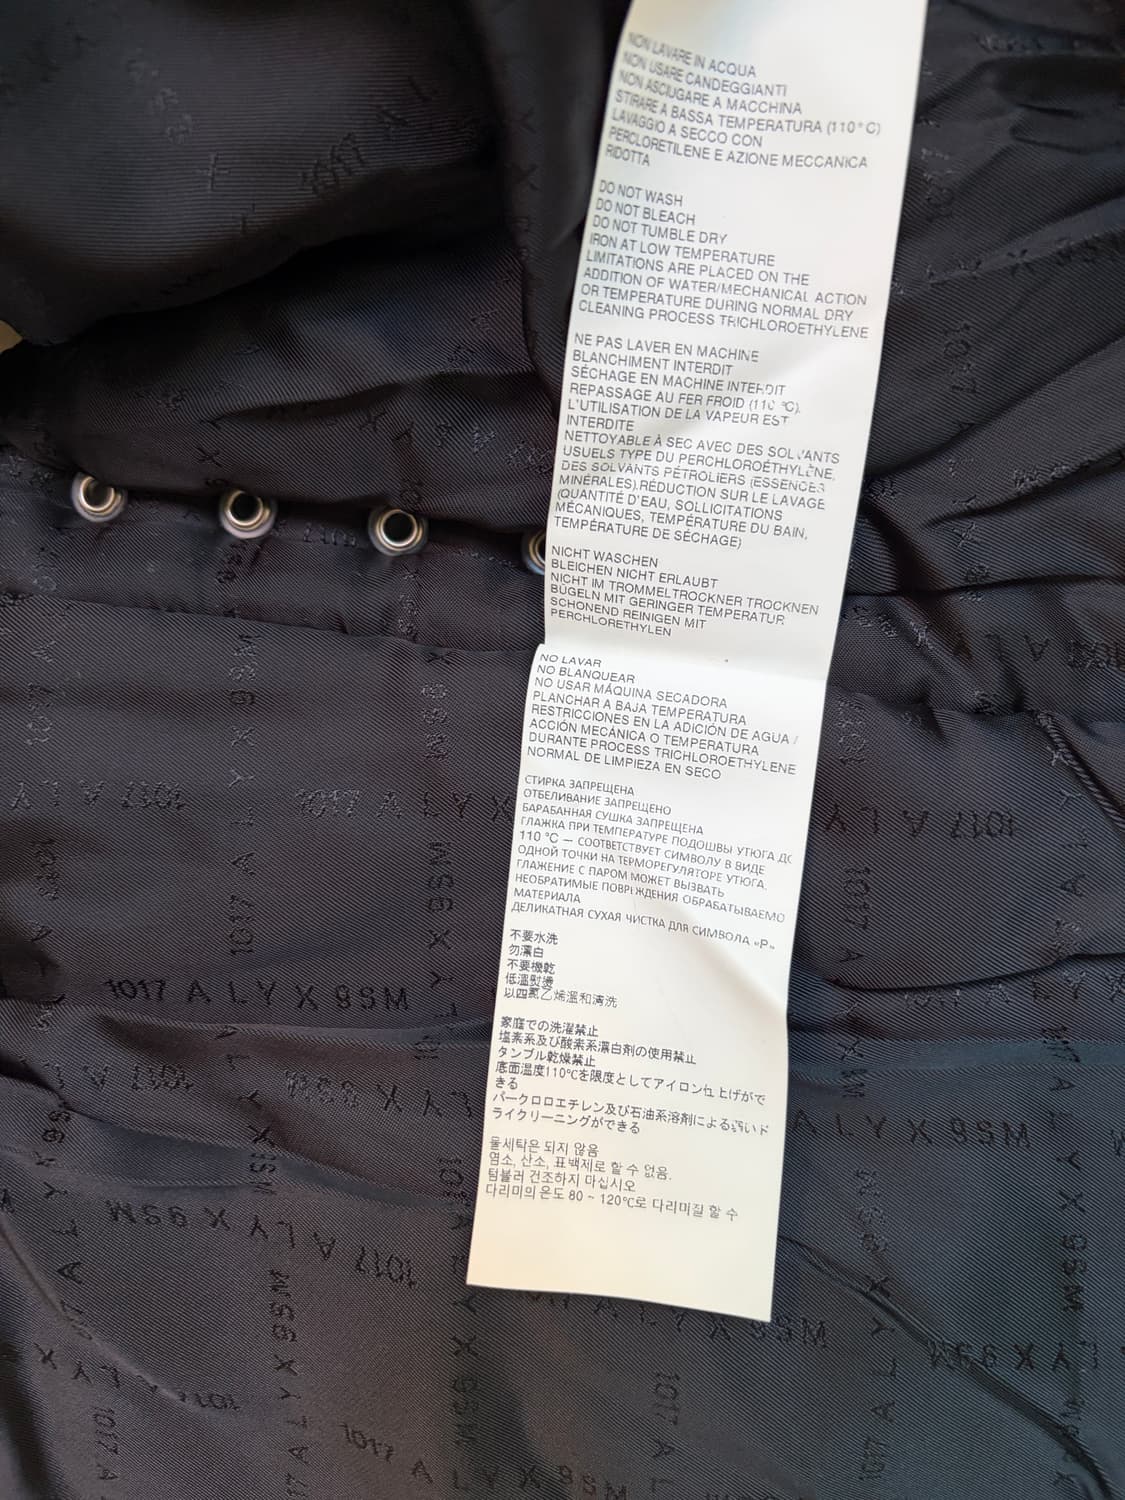 NON LAVARE IN ACQUA
NON USARE CANDEGGIANTI
NON ASCIUGARE A MACCHINA
STIRARE A BASSA TEMPERATURA (110°C)
LAVAGGIO A SECCO CON
PERCLORETILENE E AZIONE MECCANICA
RIDOTTA
DO NOT WASH
DO NOT BLEACH
DO NOT TUMBLE DRY
IRON AT LOW TEMPERATURE
LIMITATIONS ARE PLACED ON THE
ADDITION OF WATER/MECHANICAL ACTION
OR TEMPERATURE DURING NORMAL DRY
CLEANING PROCESS TRICHLOROETHYLENE
NE PAS LAVER EN MACHINE
BLANCHIMENT INTERDIT
SÉCHAGE EN MACHINE INTERDIT
REPASSAGE AU FER FROID (110 °C).
L'UTILISATION DE LA VAPEUR EST
INTERDITE
NETTOYABLE À SEC AVEC DES SOLVANTS
USUELS TYPE DU PERCHLOROÉTHYLÈNE,
DES SOLVANTS PÉTROLIERS (ESSENCES
MINÉRALES).RÉDUCTION SUR LE LAVAGE
(QUANTITÉ D'EAU, SOLLICITATIONS
MÉCANIQUES, TEMPÉRATURE DU BAIN,
TEMPÉRATURE DE SÉCHAGE)
NICHT WASCHEN
BLEICHEN NICHT ERLAUBT
NICHT IM TROMMELTROCKNER TROCKNEN
BÜGELN MIT GERINGER TEMPERATUR
SCHONEND REINIGEN MIT
PERCHLORETHYLEN
NO LAVAR
NO BLANQUEAR
NO USAR MÁQUINA SECADORA
PLANCHAR A BAJA TEMPERATURA
RESTRICCIONES EN LA ADICIÓN DE AGUA /
ACCIÓN MECÁNICA O TEMPERATURA
DURANTE PROCESS TRICHLOROETHYLENE
NORMAL DE LIMPIEZA EN SECO
СТИРКА ЗАПРЕЩЕНА
ОТБЕЛИВАНИЕ ЗАПРЕЩЕНО
БАРАБАННАЯ СУШКА ЗАПРЕЩЕНА
ГЛАЖКА ПРИ ТЕМПЕРАТУРЕ ПОДОШВЫ УТЮГА ДО
110 °C — СООТВЕТСТВУЕТ СИМВОЛУ В ВИДЕ
ОДНОЙ ТОЧКИ НА ТЕРМОРЕГУЛЯТОРЕ УТЮГА.
ГЛАЖЕНИЕ С ПАРОМ МОЖЕТ ВЫЗВАТЬ
НЕОБРАТИМЫЕ ПОВРЕЖДЕНИЯ ОБРАБАТЫВАЕМО
МАТЕРИАЛА
ДЕЛИКАТНАЯ СУХАЯ ЧИСТКА ДЛЯ СИМВОЛА «P»
不要水洗
勿漂白
不要機乾
低溫熨燙
以四氯乙烯溫和清洗
家庭での洗濯禁止
塩素系及び酸素系漂白剤の使用禁止
タンブル乾燥禁止
底面温度110℃を限度としてアイロン仕上げがで
きる
パークロロエチレン及び石油系溶剤による弱いド
ライクリーニングができる
물세탁은 되지 않음
염소, 산소, 표백제로 할 수 없음.
텀블러 건조하지 마십시오
다리미의 온도 80 ~ 120℃로 다리미질 할 수
1017 A L Y X 9SM